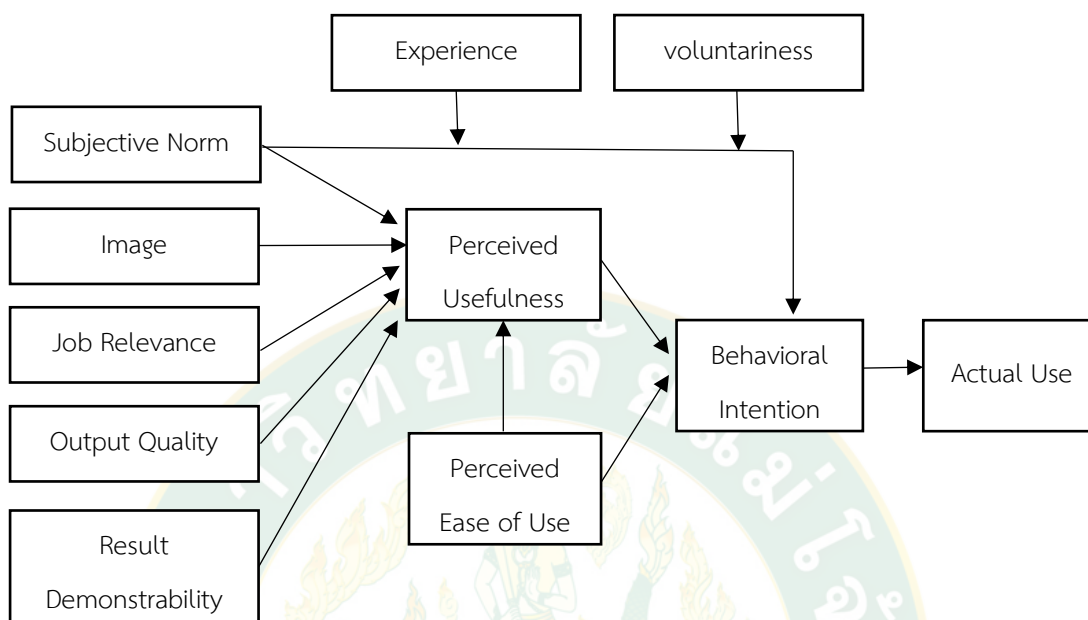 Experience
voluntariness
Subjective Norm
Image
Job Relevance
Output Quality
Result
Demonstrability
Perceived
Usefulness
Perceived
Ease of Use
Behavioral
Intention
Actual Use